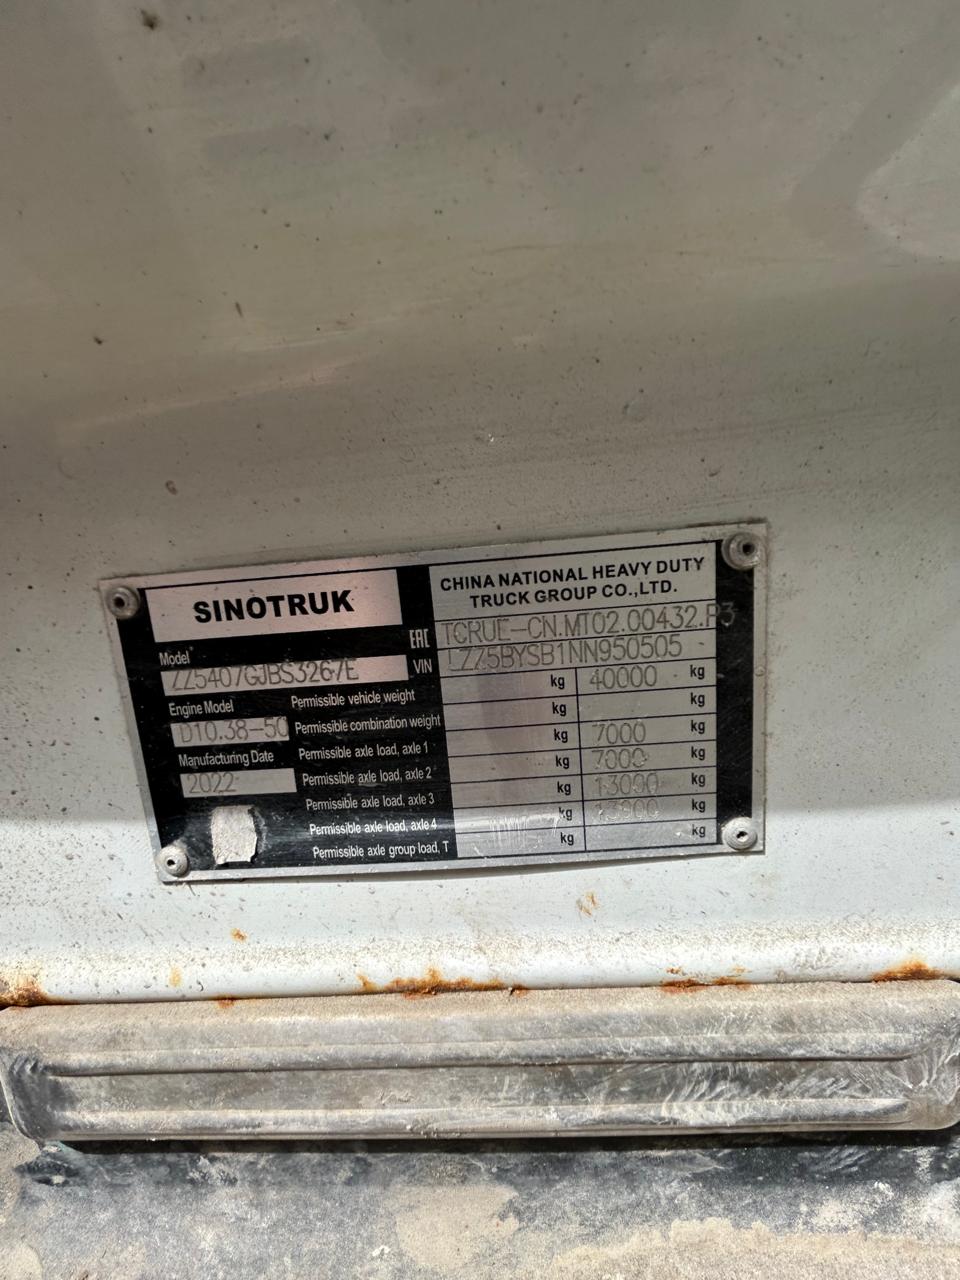 SINOTRUK
CHINA NATIONAL HEAVY DUTY
TRUCK GROUP CO.,LTD.
EAC TCRUE-CN.MT02.00432.P3
Model
ZZ5407GJBS3267E
VIN LZZ5BYSB1NN950505
Engine Model
D10.38-50
Manufacturing Date
2022
Permissible vehicle weight kg 40000 kg
Permissible combination weight kg kg
Permissible axle load, axle 1 kg 7000 kg
Permissible axle load, axle 2 kg 7000 kg
Permissible axle load, axle 3 kg 13000 kg
Permissible axle load, axle 4 kg 13000 kg
Permissible axle group load, T kg kg